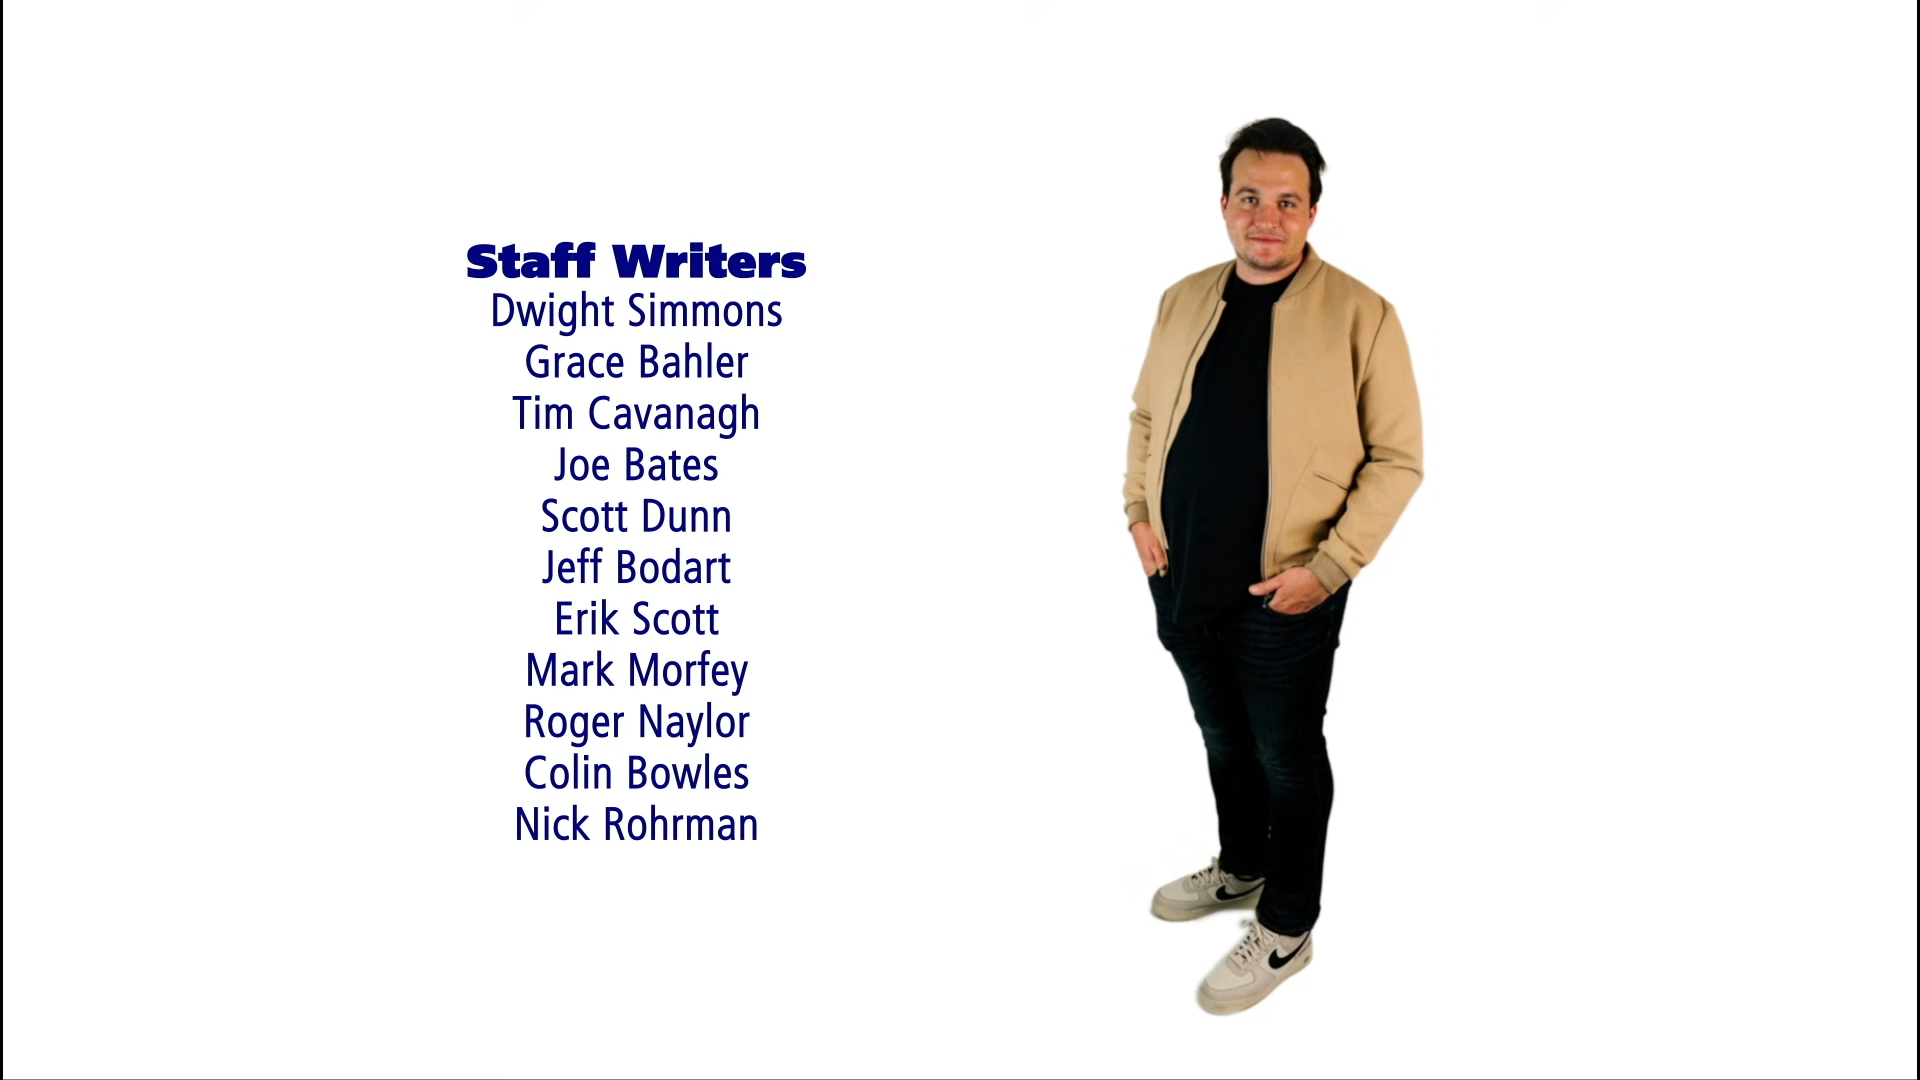 Staff Writers
Dwight Simmons
Grace Bahler
Tim Cavanagh
Joe Bates
Scott Dunn
Jeff Bodart
Erik Scott
Mark Morfey
Roger Naylor
Colin Bowles
Nick Rohrman